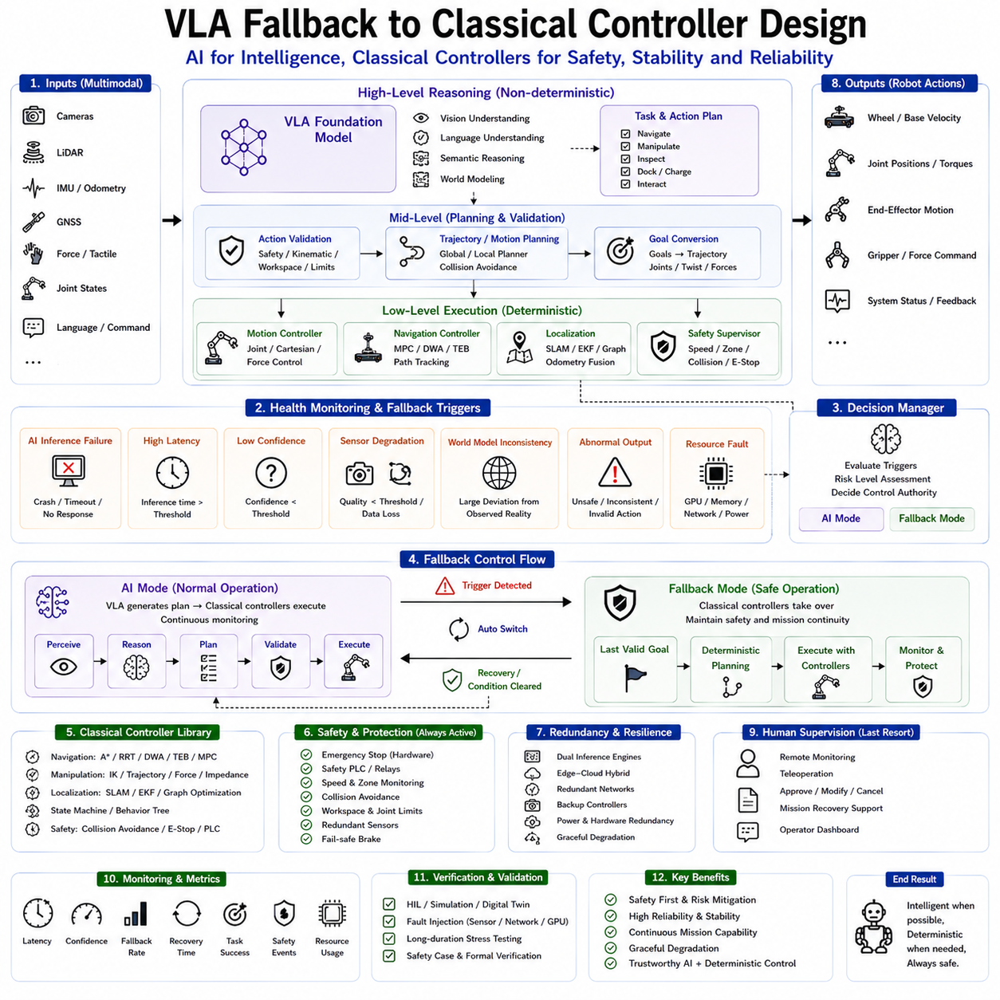 VLA Fallback to Classical Controller Design
AI for Intelligence, Classical Controllers for Safety, Stability and Reliability
1. Inputs (Multimodal)
Cameras
LiDAR
IMU / Odometry
GNSS
Force / Tactile
Joint States
Language / Command
...
High-Level Reasoning (Non-deterministic)
VLA Foundation
Model
Vision Understanding
Language Understanding
Semantic Reasoning
World Modeling
Task & Action Plan
Navigate
Manipulate
Inspect
Dock / Charge
Interact
Mid-Level (Planning & Validation)
Action Validation
Safety / Kinematic /
Workspace / Limits
Trajectory / Motion Planning
Global / Local Planner
Collision Avoidance
Goal Conversion
Goals → Trajectory
Joints / Twist / Forces
Low-Level Execution (Deterministic)
Motion Controller
Joint / Cartesian /
Force Control
Navigation Controller
MPC / DWA / TEB
Path Tracking
Localization
SLAM / EKF / Graph
Odometry Fusion
Safety Supervisor
Speed / Zone /
Collision / E-Stop
8. Outputs (Robot Actions)
Wheel / Base Velocity
Joint Positions / Torques
End-Effector Motion
Gripper / Force Command
System Status / Feedback
...
2. Health Monitoring & Fallback Triggers
AI Inference Failure
Crash / Timeout /
No Response
High Latency
Inference time >
Threshold
Low Confidence
?
Confidence <
Threshold
Sensor Degradation
Quality < Threshold /
Data Loss
World Model Inconsistency
Large Deviation from
Observed Reality
Abnormal Output
Unsafe / Inconsistent /
Invalid Action
Resource Fault
GPU / Memory /
Network / Power
3. Decision Manager
Evaluate Triggers
Risk Level Assessment
Decide Control Authority
AI Mode
Fallback Mode
4. Fallback Control Flow
AI Mode (Normal Operation)
VLA generates plan → Classical controllers execute
Continuous monitoring
Perceive
Reason
Plan
Validate
Execute
Trigger Detected
Auto Switch
Recovery /
Condition Cleared
Fallback Mode (Safe Operation)
Classical controllers take over
Maintain safety and mission continuity
Last Valid Goal
Deterministic
Planning
Execute with
Controllers
Monitor &
Protect
5. Classical Controller Library
Navigation: A* / RRT / DWA / TEB / MPC
Manipulation: IK / Trajectory / Force / Impedance
Localization: SLAM / EKF / Graph Optimization
State Machine / Behavior Tree
Safety: Collision Avoidance / E-Stop / PLC
6. Safety & Protection (Always Active)
Emergency Stop (Hardware)
Safety PLC / Relays
Speed & Zone Monitoring
Collision Avoidance
Workspace & Joint Limits
Redundant Sensors
Fail-safe Brake
7. Redundancy & Resilience
Dual Inference Engines
Edge–Cloud Hybrid
Redundant Networks
Backup Controllers
Power & Hardware Redundancy
Graceful Degradation
9. Human Supervision (Last Resort)
Remote Monitoring
Teleoperation
Approve / Modify / Cancel
Mission Recovery Support
Operator Dashboard
10. Monitoring & Metrics
Latency
Confidence
Fallback
Rate
Recovery
Time
Task
Success
Safety
Events
Resource
Usage
11. Verification & Validation
HIL / Simulation / Digital Twin
Fault Injection (Sensor / Network / GPU)
Long-duration Stress Testing
Safety Case & Formal Verification
12. Key Benefits
Safety First & Risk Mitigation
High Reliability & Stability
Continuous Mission Capability
Graceful Degradation
Trustworthy AI + Deterministic Control
End Result
Intelligent when
possible,
Deterministic
when needed,
Always safe.